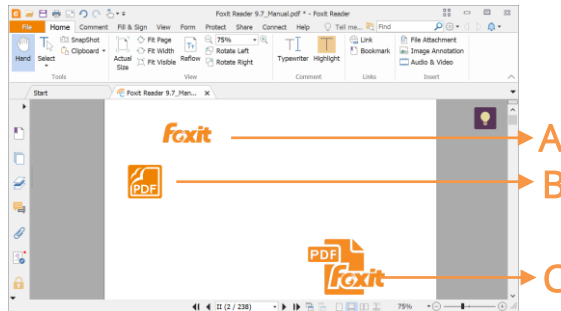 Foxit Reader 9.7_Manual.pdf * - Foxit Reader
File Home Comment Fill & Sign View Form Protect Share Connect Help Tell me... Find
Hand
Select
SnapShot
Clipboard
Tools
Actual Size
Fit Page
Fit Width
Fit Visible
Reflow
75%
Rotate Left
Rotate Right
View
Typewriter
Highlight
Comment
Link
Bookmark
Links
File Attachment
Image Annotation
Audio & Video
Insert
Start
Foxit Reader 9.7_Man...
foxit
A
PDF
B
PDF
foxit
C
II (2 / 238)
75%